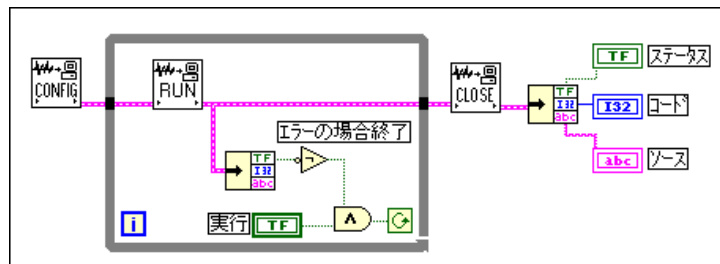 CONFIG
RUN
CLOSE
TF
I32
abc
TF
ステータス
I32
コード
abc
ソース
エラーの場合終了
TF
I32
abc
i
実行
TF